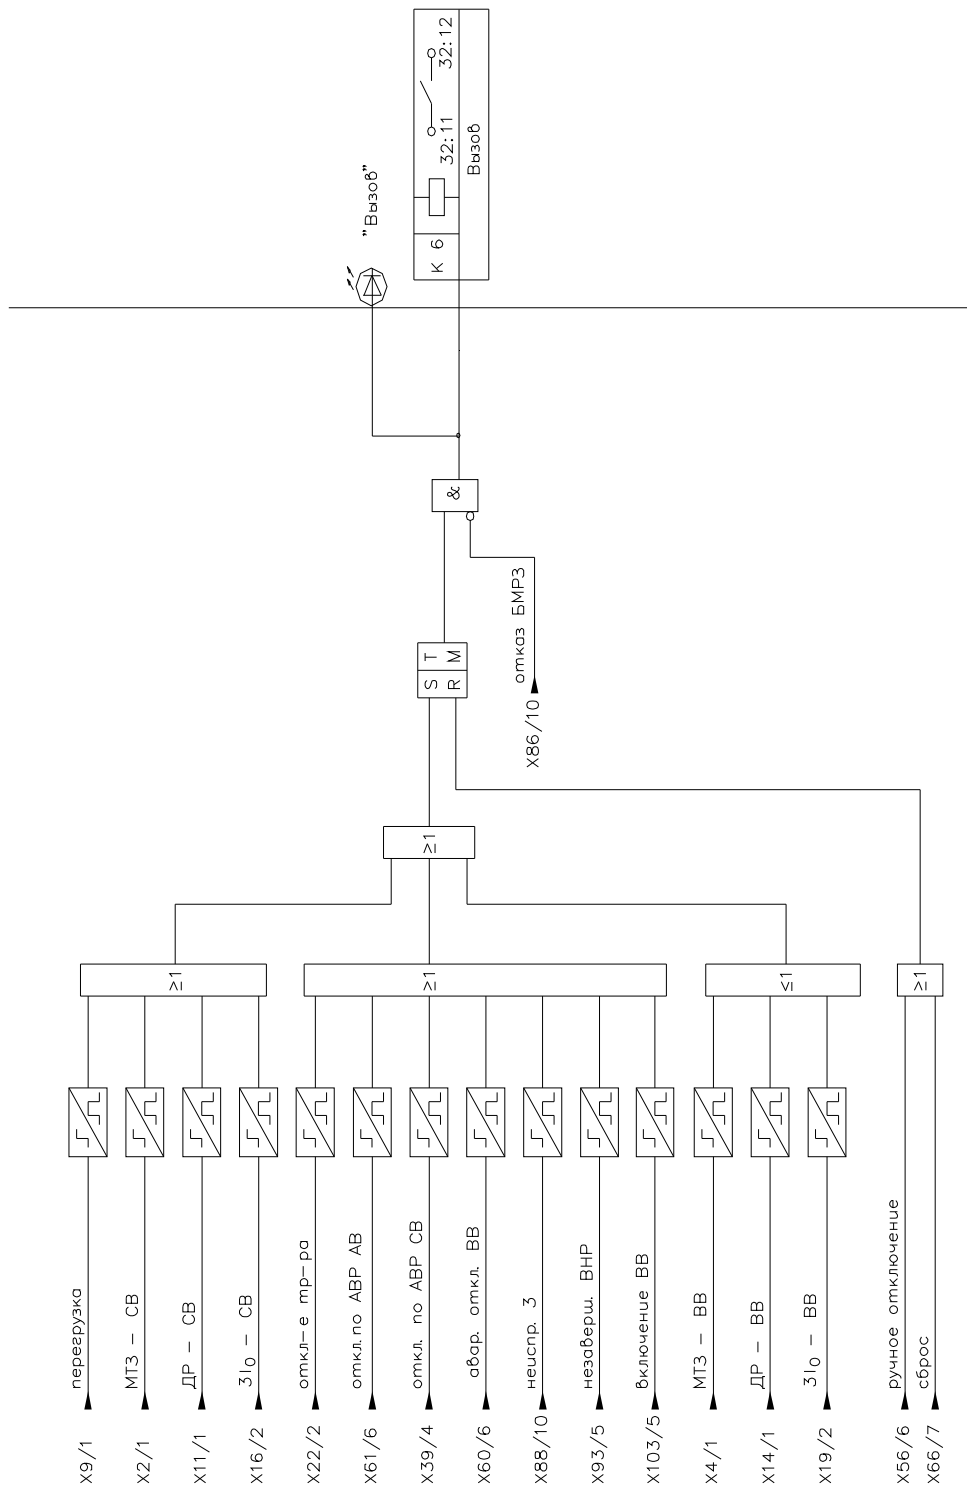 32:12
32:11
К 6
Вызов
"Вызов"
&
отказ БМРЗ
X86/10
S T
R M
≥1
≥1
≥1
≤1
≥1
перегрузка
X9/1
МТЗ – СВ
X2/1
ДР – СВ
X11/1
3I0 – СВ
X16/2
откл–е тр–ра
X22/2
откл.по АВР АВ
X61/6
откл. по АВР СВ
X39/4
авар. откл. ВВ
X60/6
неиспр. 3
X88/10
незаверш. ВНР
X93/5
включение ВВ
X103/5
МТЗ – ВВ
X4/1
ДР – ВВ
X14/1
3I0 – ВВ
X19/2
ручное отключение
X56/6
сброс
X66/7